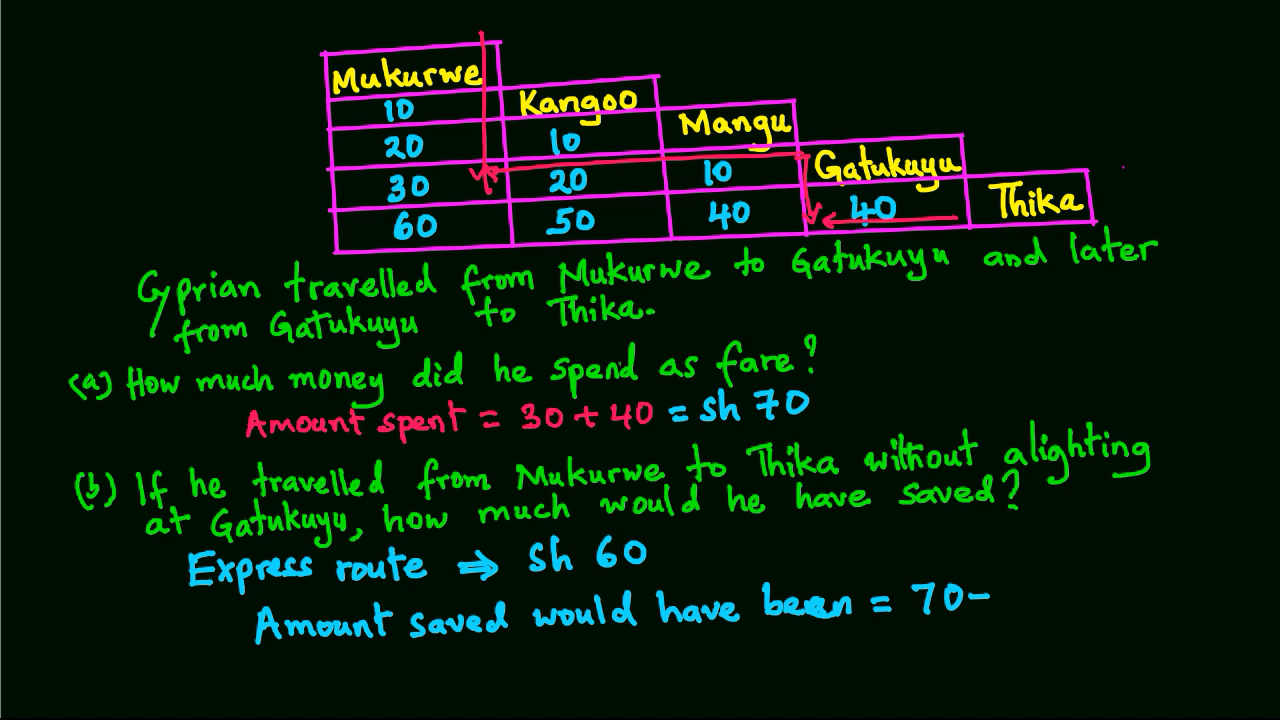 Mukurwe
10 Kangoo
20 10 Mangu
30 20 10 Gatukuyu
60 50 40 40 Thika
Cyprian travelled from Mukurwe to Gatukuyu and later
from Gatukuyu to Thika.
(a) How much money did he spend as fare?
Amount spent = 30 + 40 = sh 70
(b) If he travelled from Mukurwe to Thika without alighting
at Gatukuyu, how much would he have saved?
Express route ⇒ sh 60
Amount saved would have been = 70-